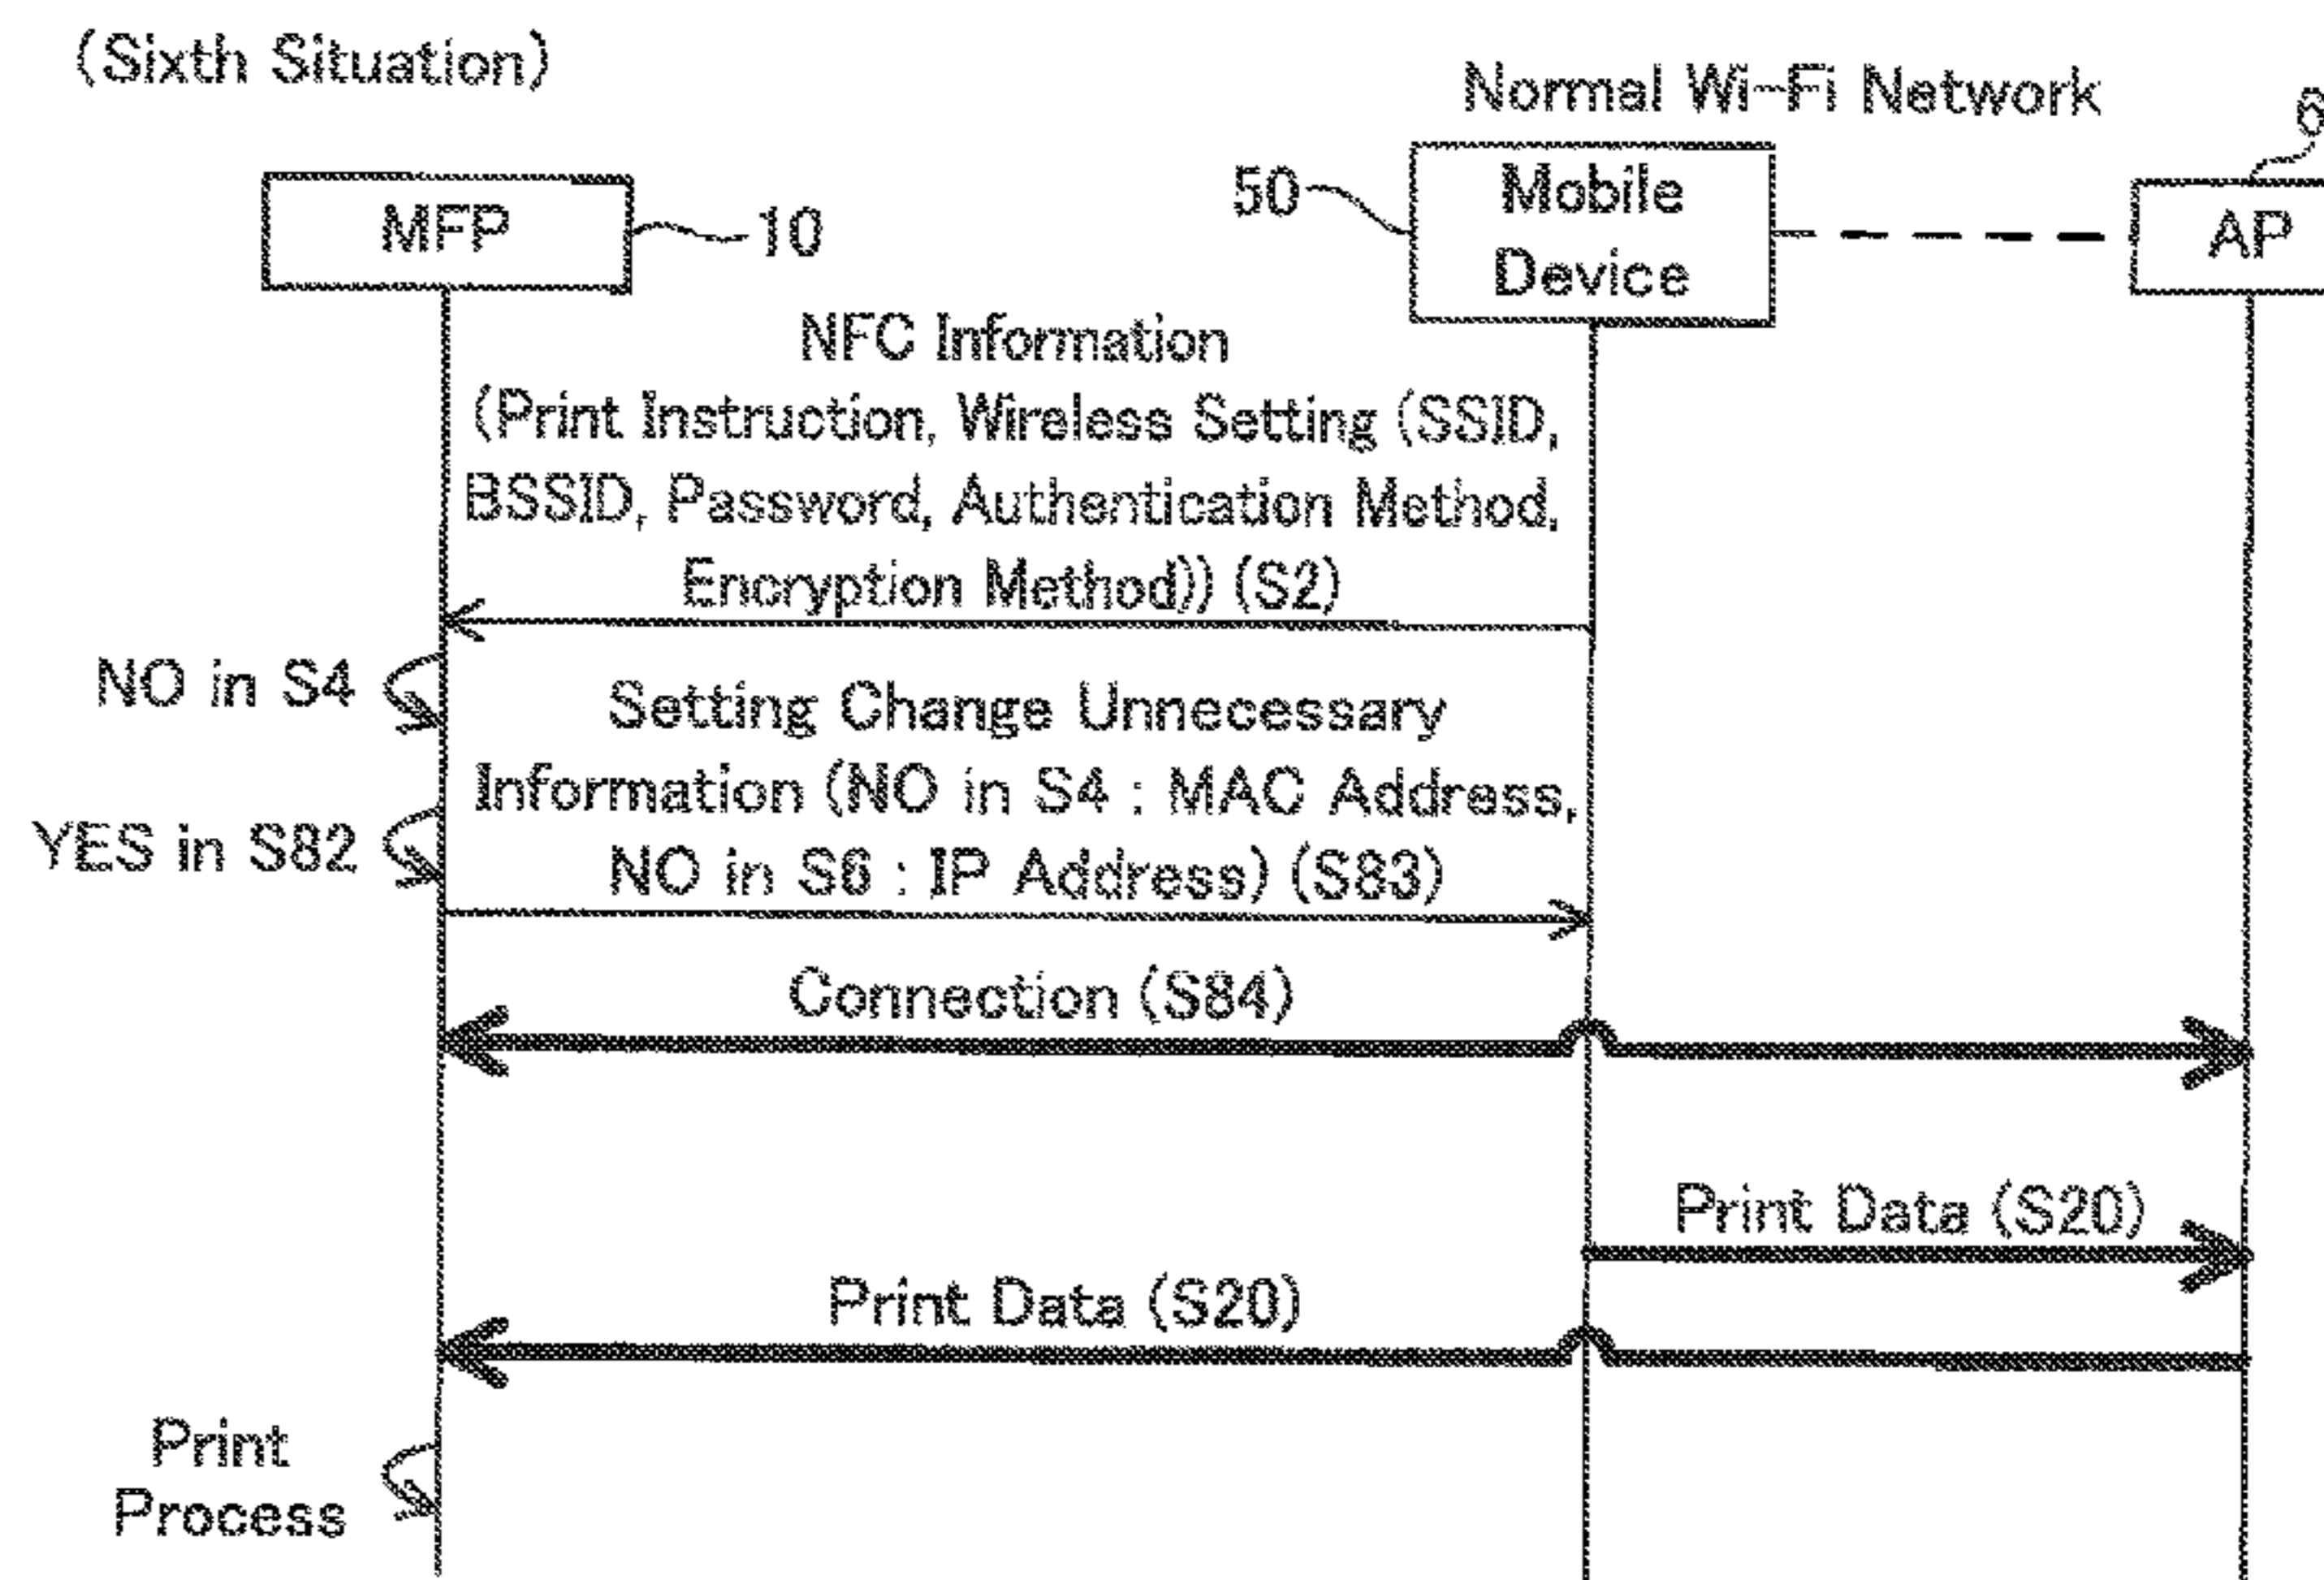 (Sixth Situation)
Normal Wi-Fi Network
6
MFP
10
50
Mobile
Device
AP
NFC Information
(Print Instruction, Wireless Setting (SSID,
BSSID, Password, Authentication Method,
Encryption Method)) (S2)
NO in S4
Setting Change Unnecessary
Information (NO in S4 : MAC Address,
NO in S6 : IP Address) (S83)
YES in S82
Connection (S84)
Print Data (S20)
Print Data (S20)
Print
Process